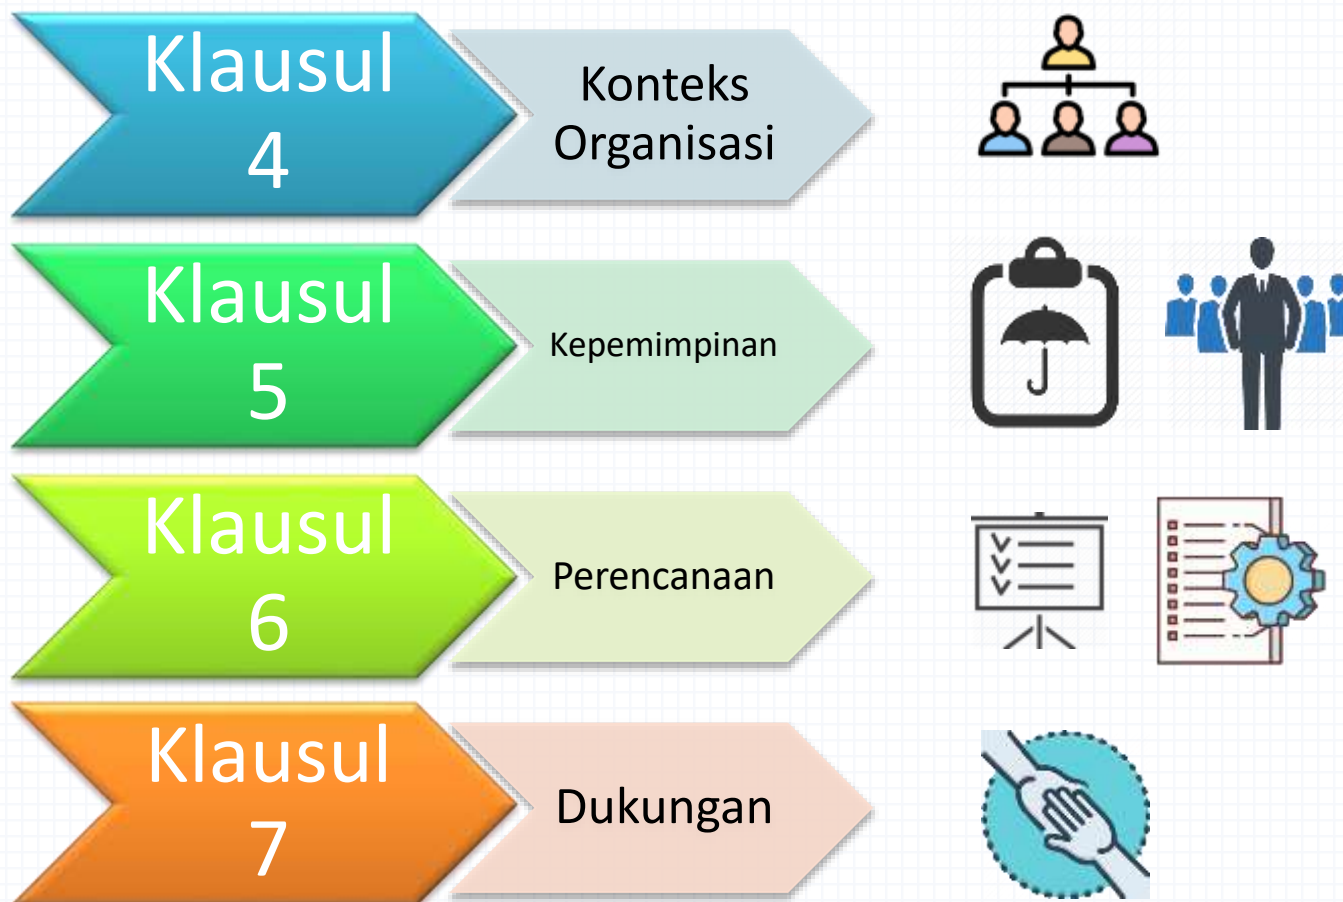 Klausul
4
Konteks
Organisasi
Klausul
5
Kepemimpinan
Klausul
6
Perencanaan
Klausul
7
Dukungan